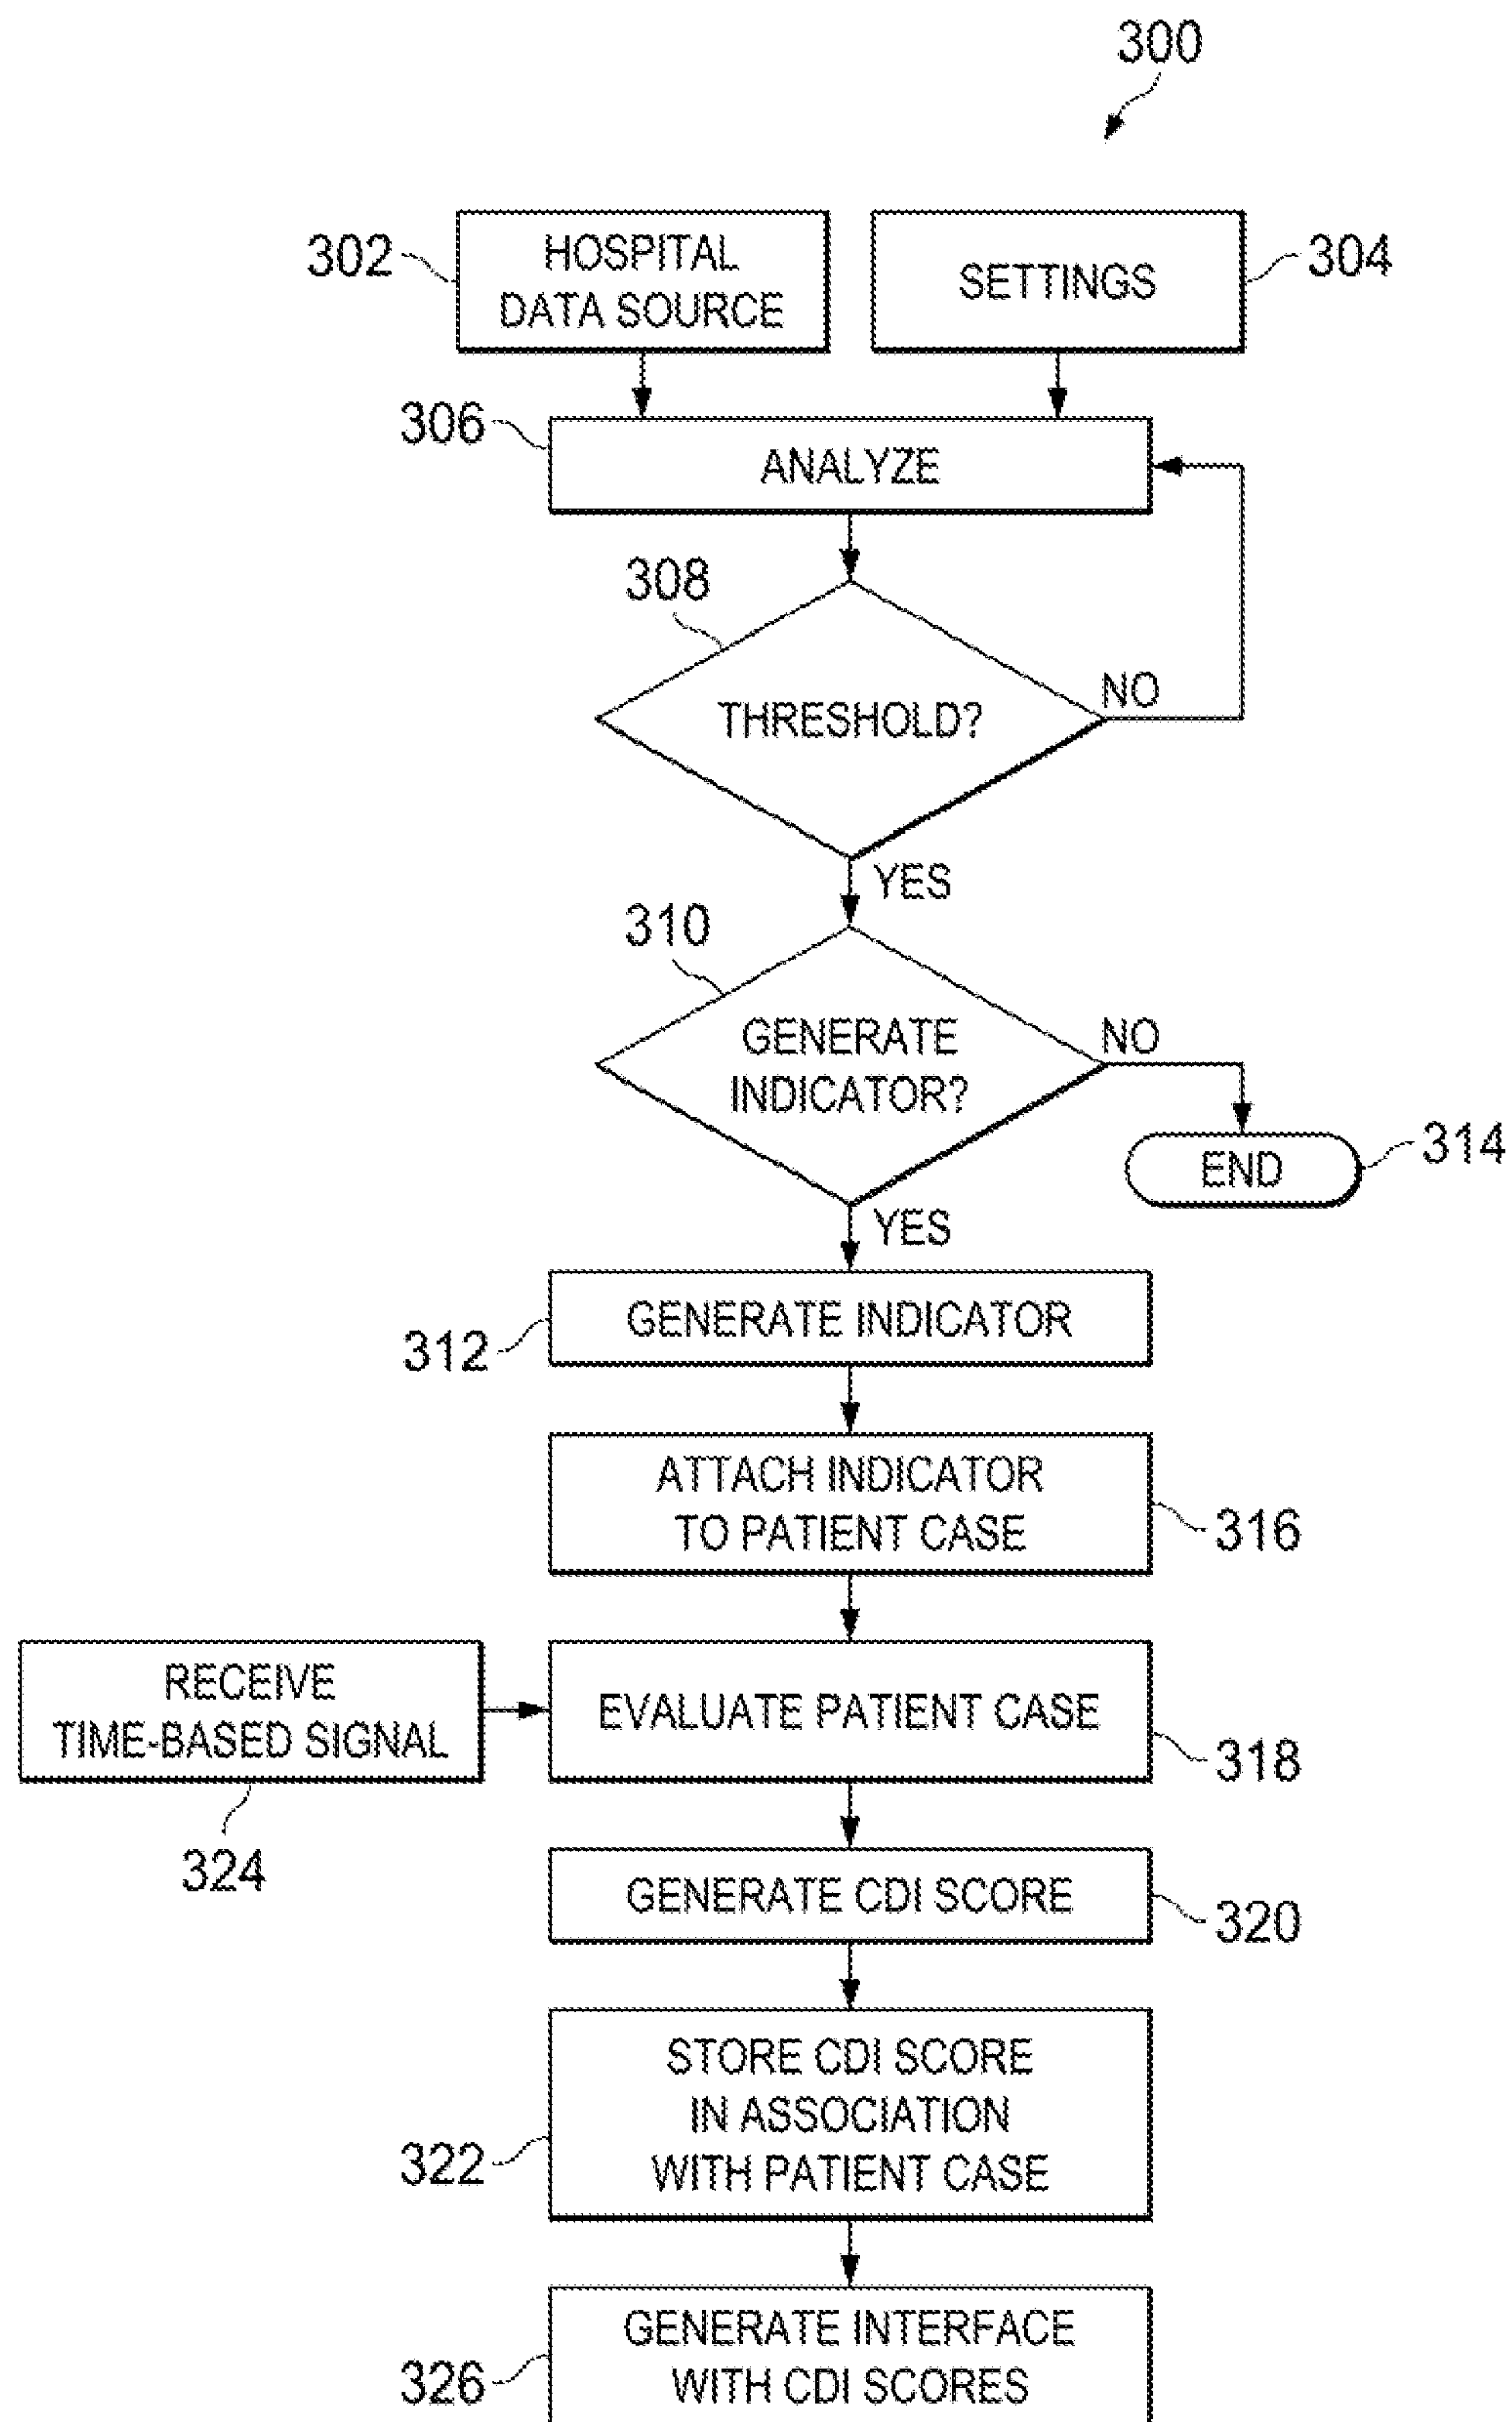 300
302
HOSPITAL
DATA SOURCE
SETTINGS
304
306
ANALYZE
308
THRESHOLD?
NO
YES
310
GENERATE
INDICATOR?
NO
END
314
YES
312
GENERATE INDICATOR
ATTACH INDICATOR
TO PATIENT CASE
316
RECEIVE
TIME-BASED SIGNAL
324
EVALUATE PATIENT CASE
318
GENERATE CDI SCORE
320
STORE CDI SCORE
IN ASSOCIATION
WITH PATIENT CASE
322
GENERATE INTERFACE
WITH CDI SCORES
326